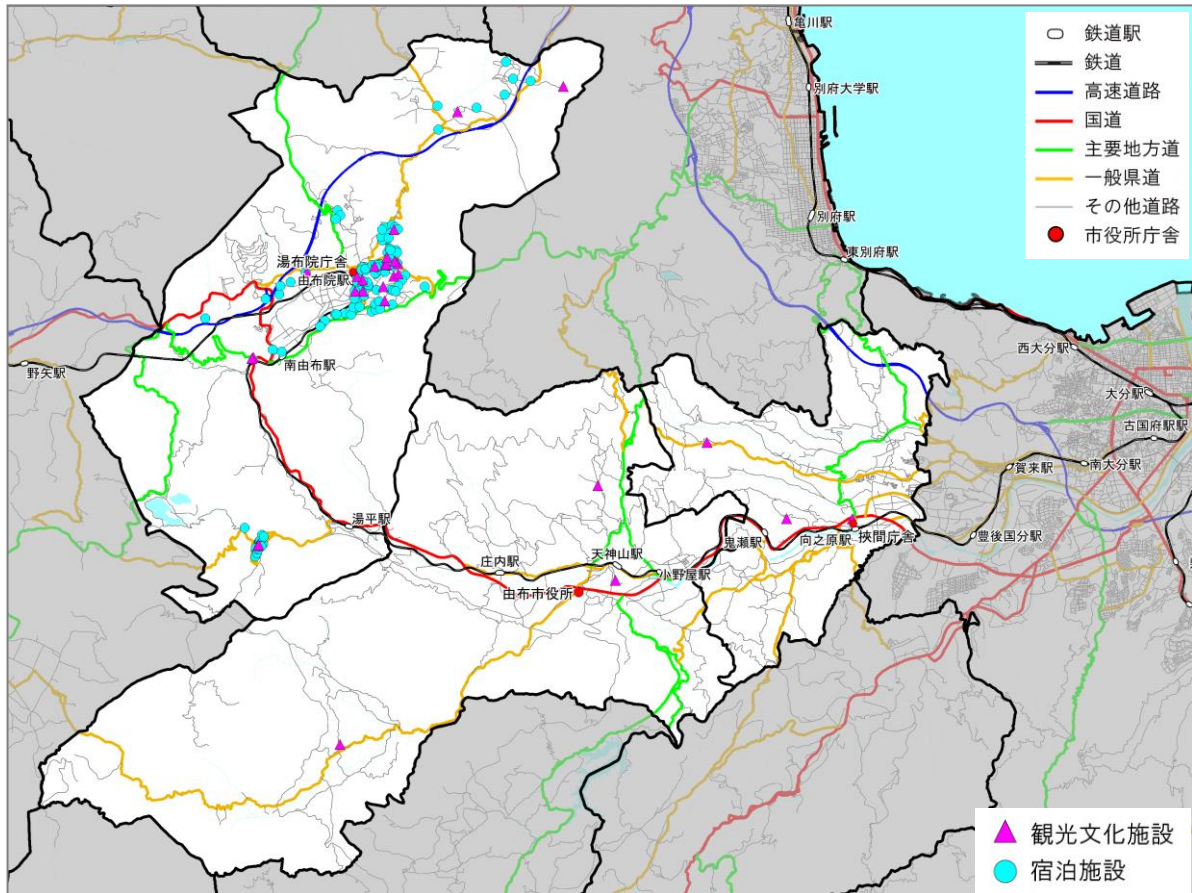 亀川駅
別府大学駅
別府駅
東別府駅
西大分駅
大分駅
古国府駅駅
南大分駅
賀来駅
豊後国分駅
湯布院庁舎
由布院駅
南由布駅
野矢駅
湯平駅
庄内駅
天神山駅
小野屋駅
鬼瀬駅
向之原駅
挾間庁舎
由布市役所
鉄道駅
鉄道
高速道路
国道
主要地方道
一般県道
その他道路
市役所庁舎
観光文化施設
宿泊施設